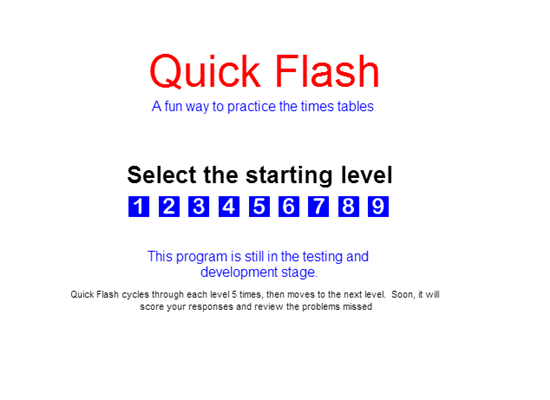 Quick Flash
A fun way to practice the times tables
Select the starting level
1 2 3 4 5 6 7 8 9
This program is still in the testing and
development stage.
Quick Flash cycles through each level 5 times, then moves to the next level. Soon, it will
score your responses and review the problems missed